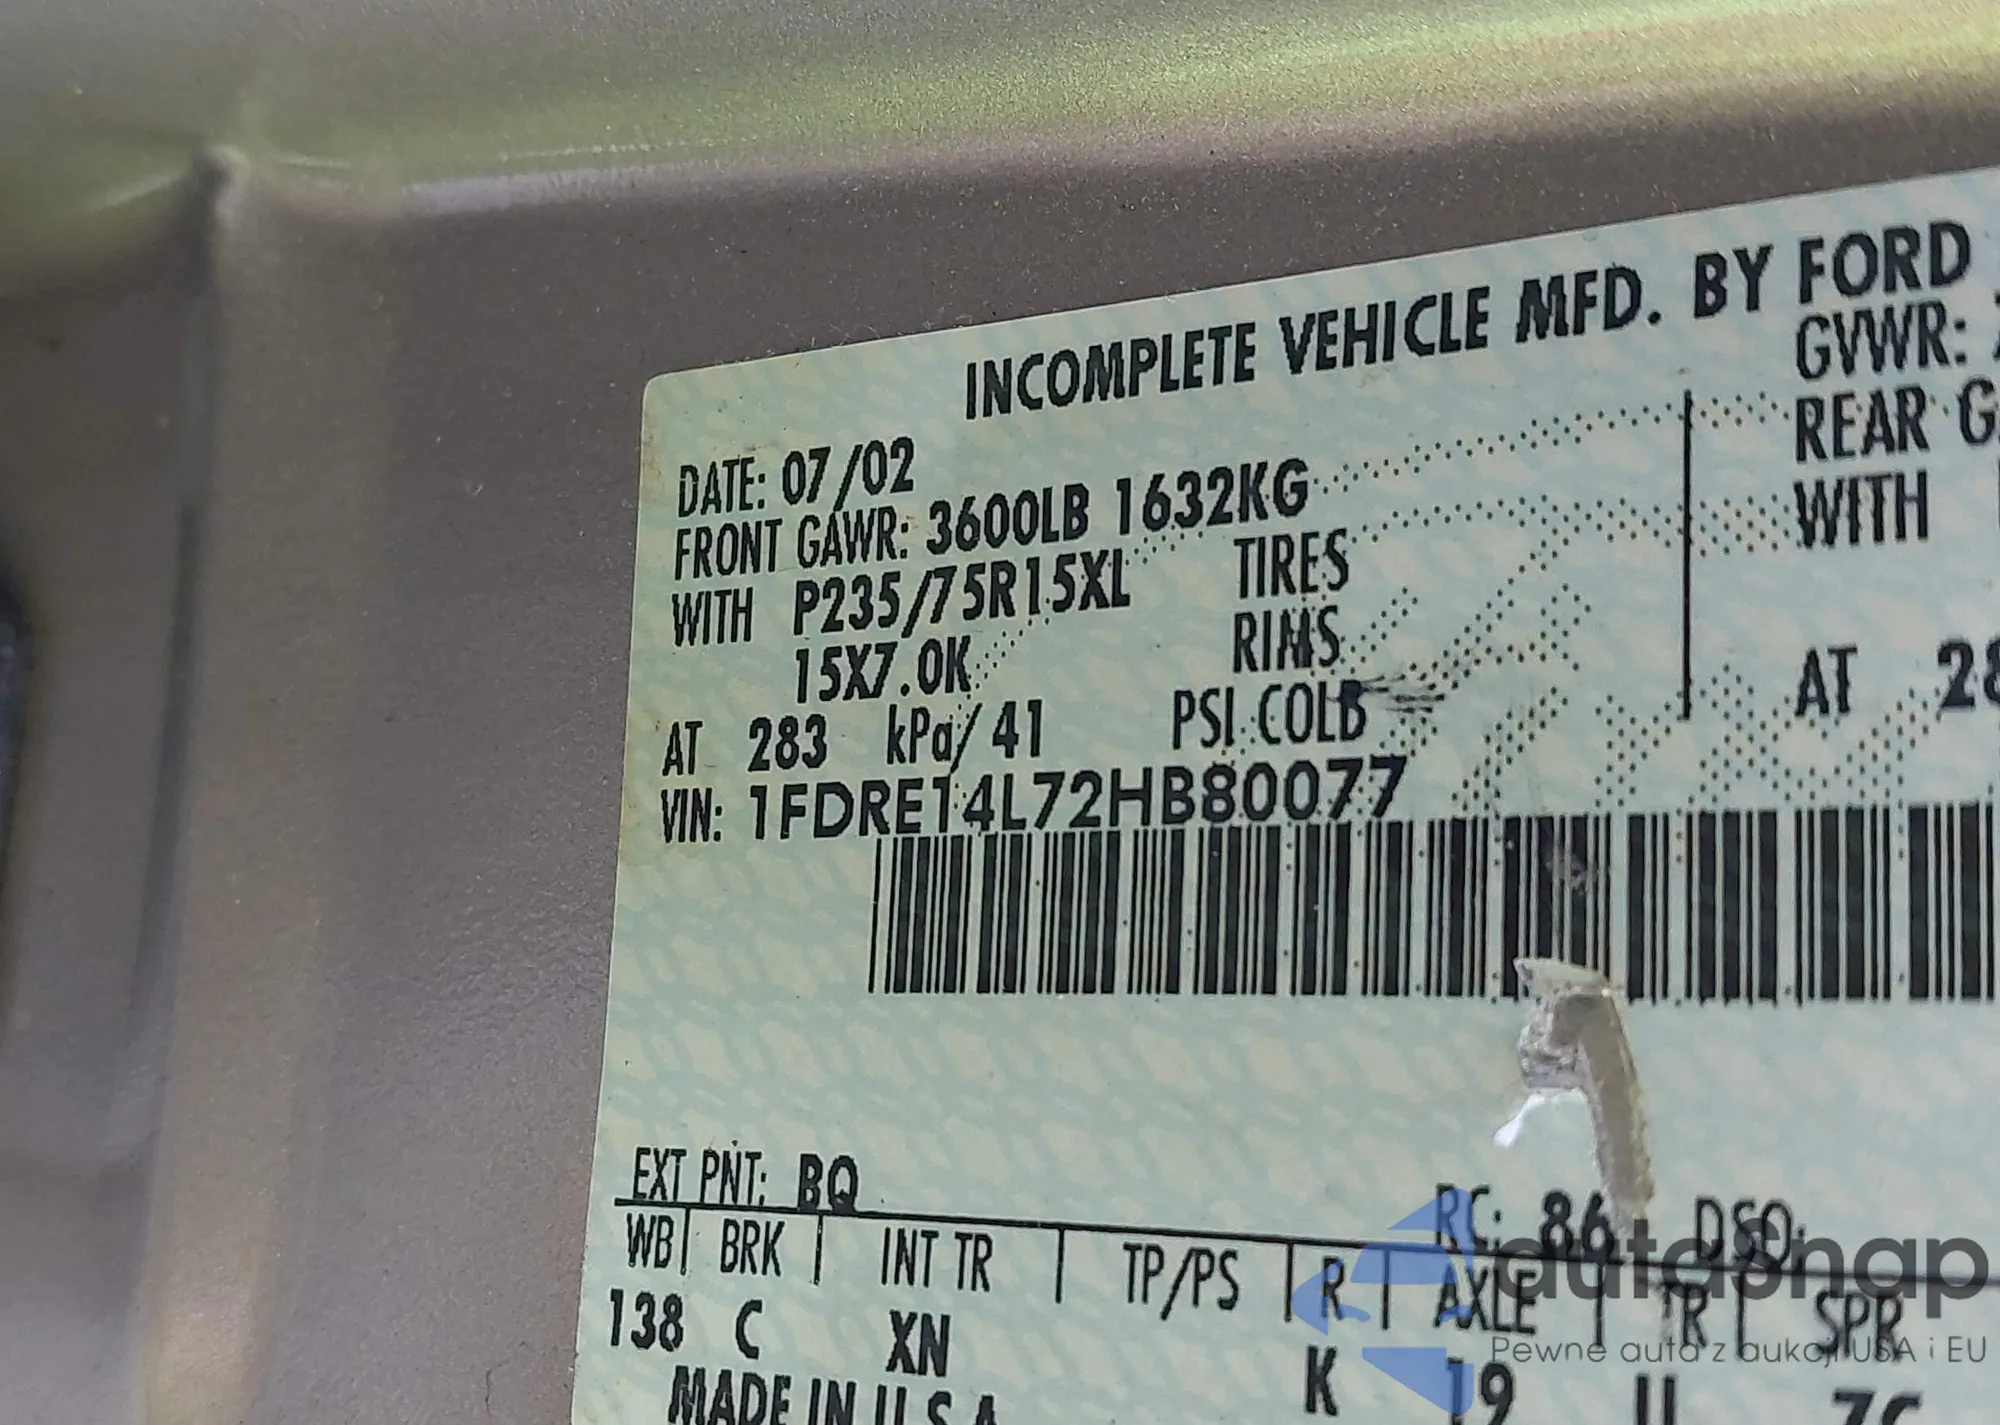 INCOMPLETE VEHICLE MFD. BY FORD
DATE: 07/02
GVWR:
FRONT GAWR: 3600LB 1632KG
REAR
WITH P235/75R15XL TIRES
WITH
15X7.0K RIMS
AT 283 kPa/41 PSI COLD
AT
VIN: 1FDRE14L72HB80077
EXT PNT: BQ
RC: 86 DSO:
WB BRK INT TR TP/PS R AXLE TR SPR
138 C XN K 19 U
MADE IN U.S.A
autosnap
Pewne auta z aukcji USA i EU